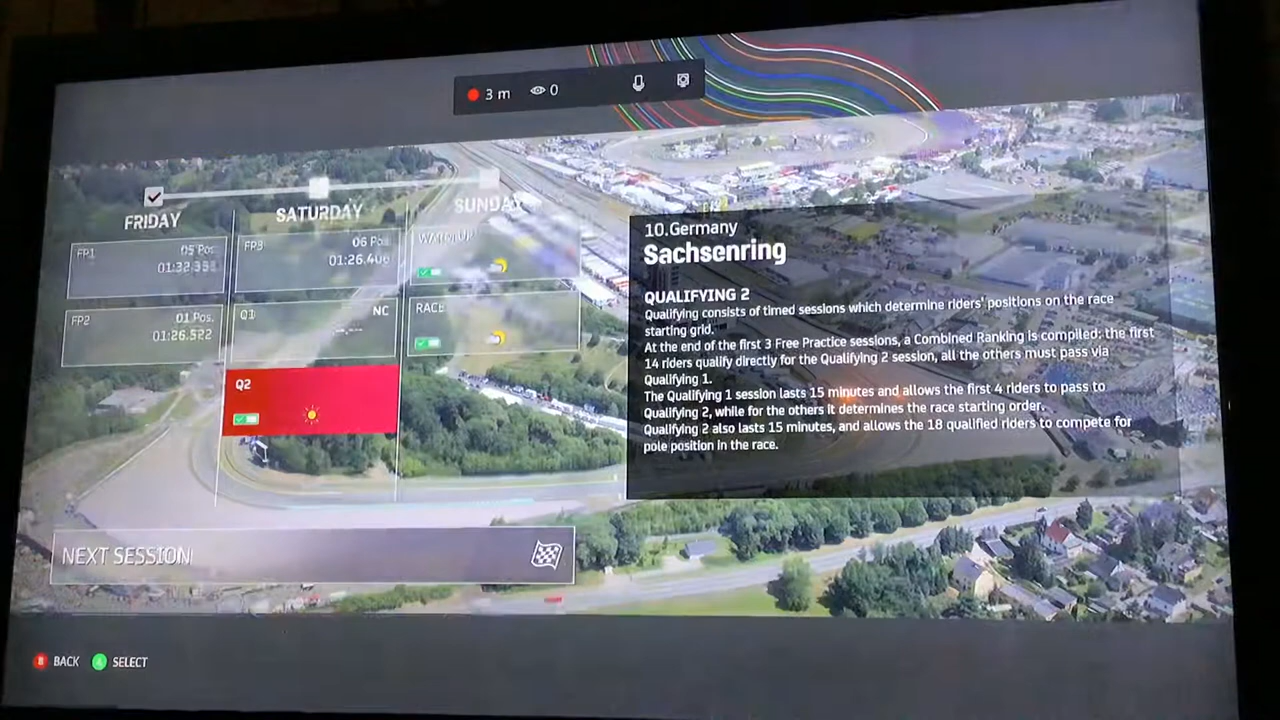 3 m
0
FRIDAY
SATURDAY
SUNDAY
FP1
05 Pos.
FP2
01 Pos.
01:26.522
FP3
06 Pos.
01:26.406
Q1
NC
Q2
WARM UP
RACE
10.Germany
Sachsenring
QUALIFYING 2
Qualifying consists of timed sessions which determine riders' positions on the race
starting grid.
At the end of the first 3 Free Practice sessions, a Combined Ranking is compiled: the first
14 riders qualify directly for the Qualifying 2 session, all the others must pass via
Qualifying 1.
The Qualifying 1 session lasts 15 minutes and allows the first 4 riders to pass to
Qualifying 2, while for the others it determines the race starting order.
Qualifying 2 also lasts 15 minutes, and allows the 18 qualified riders to compete for
pole position in the race.
NEXT SESSION
B BACK A SELECT